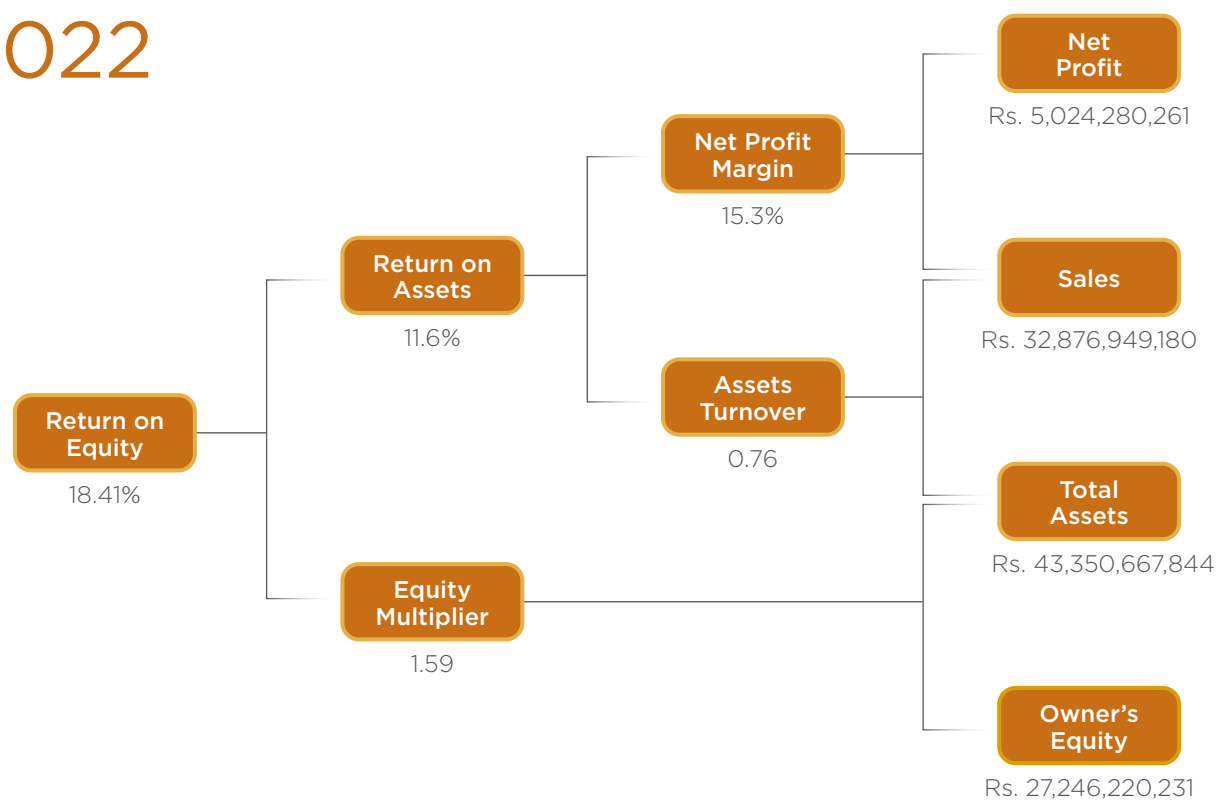 022
Net
Profit
Rs. 5,024,280,261
Net Profit
Margin
15.3%
Return on
Assets
11.6%
Sales
Rs. 32,876,949,180
Return on
Equity
18.41%
Assets
Turnover
0.76
Total
Assets
Rs. 43,350,667,844
Equity
Multiplier
1.59
Owner's
Equity
Rs. 27,246,220,231